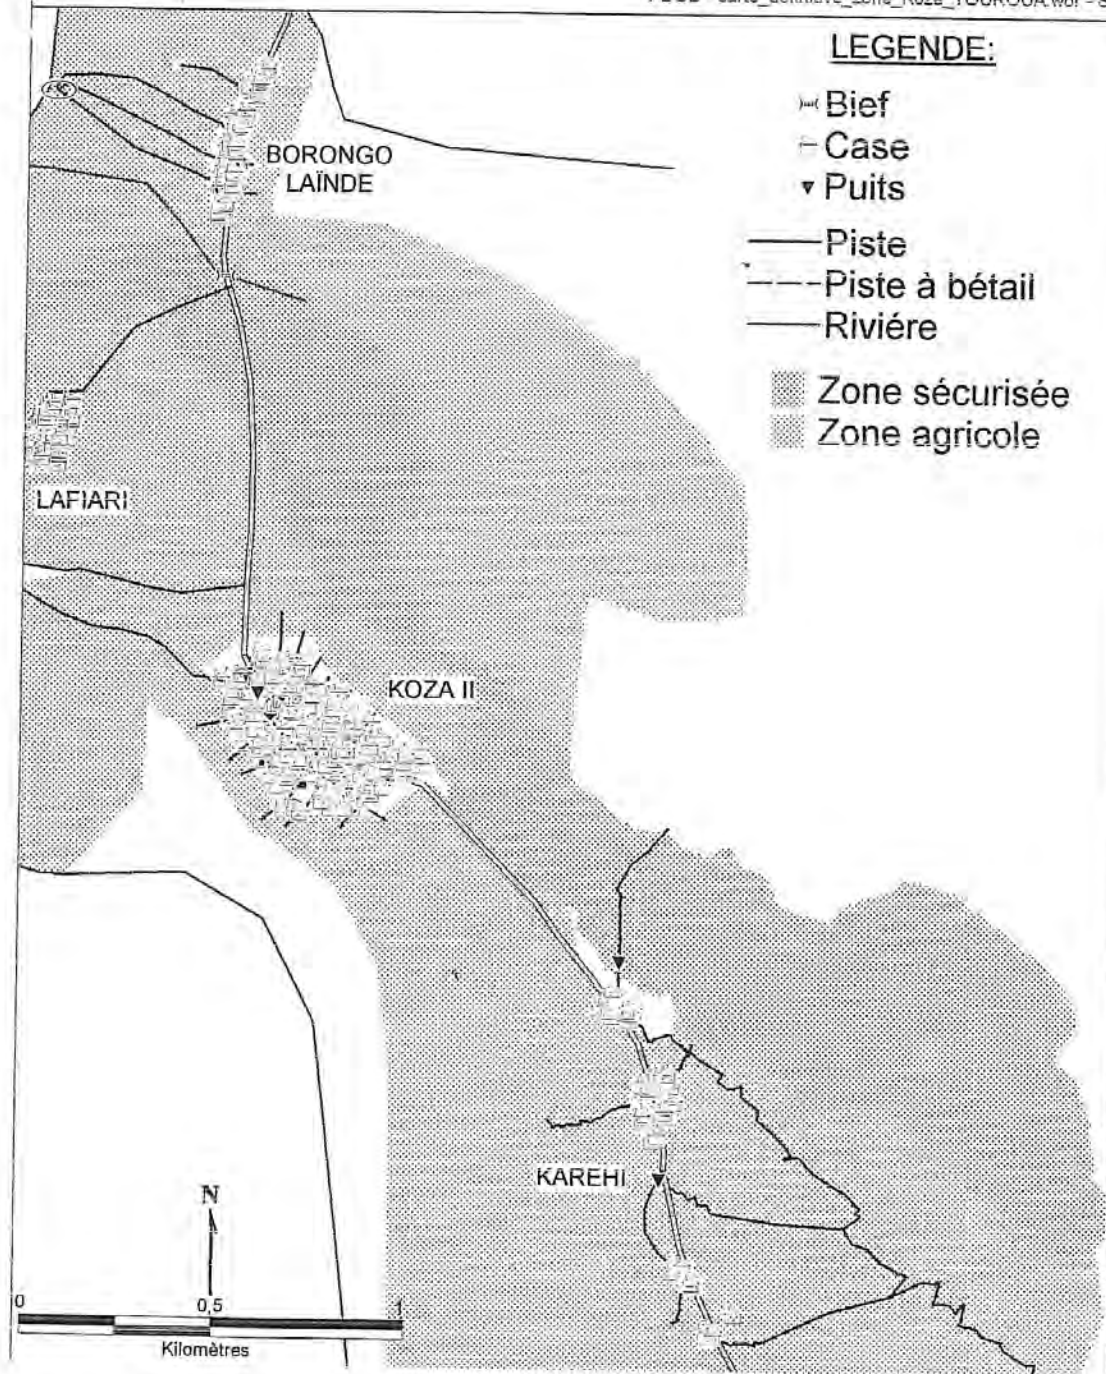 LEGENDE:
Bief
Case
Puits
Piste
Piste à bétail
Riviére
Zone sécurisée
Zone agricole
BORONGO
LAÏNDE
LAFIARI
KOZA II
KAREHI
N
0 0,5 1
Kilomètres